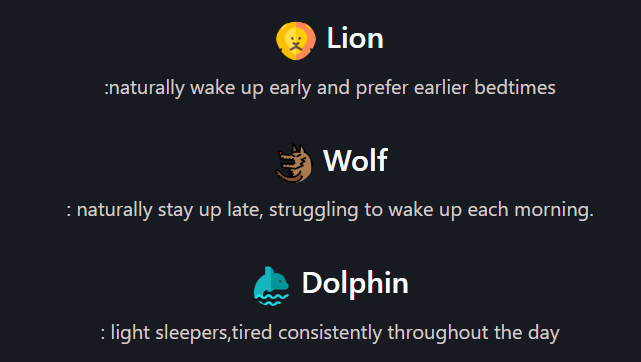 Lion
:naturally wake up early and prefer earlier bedtimes
Wolf
: naturally stay up late, struggling to wake up each morning.
Dolphin
: light sleepers,tired consistently throughout the day